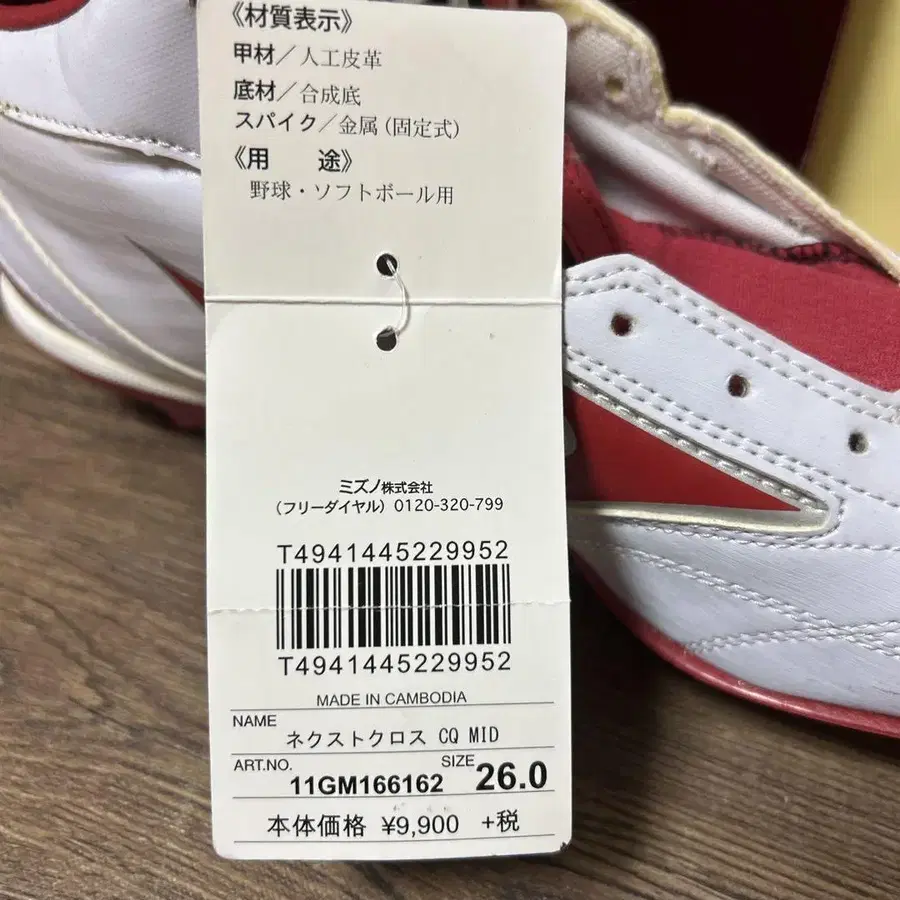 《材質表示》
甲材／人工皮革
底材／合成底
スパイク／金属(固定式)
《用　途》
野球・ソフトボール用
ミズノ株式会社
(フリーダイヤル) 0120-320-799
T4941445229952
T4941445229952
MADE IN CAMBODIA
NAME
ネクストクロス CQ MID
ART.NO. 11GM166162 SIZE 26.0
本体価格 ¥9,900 +税